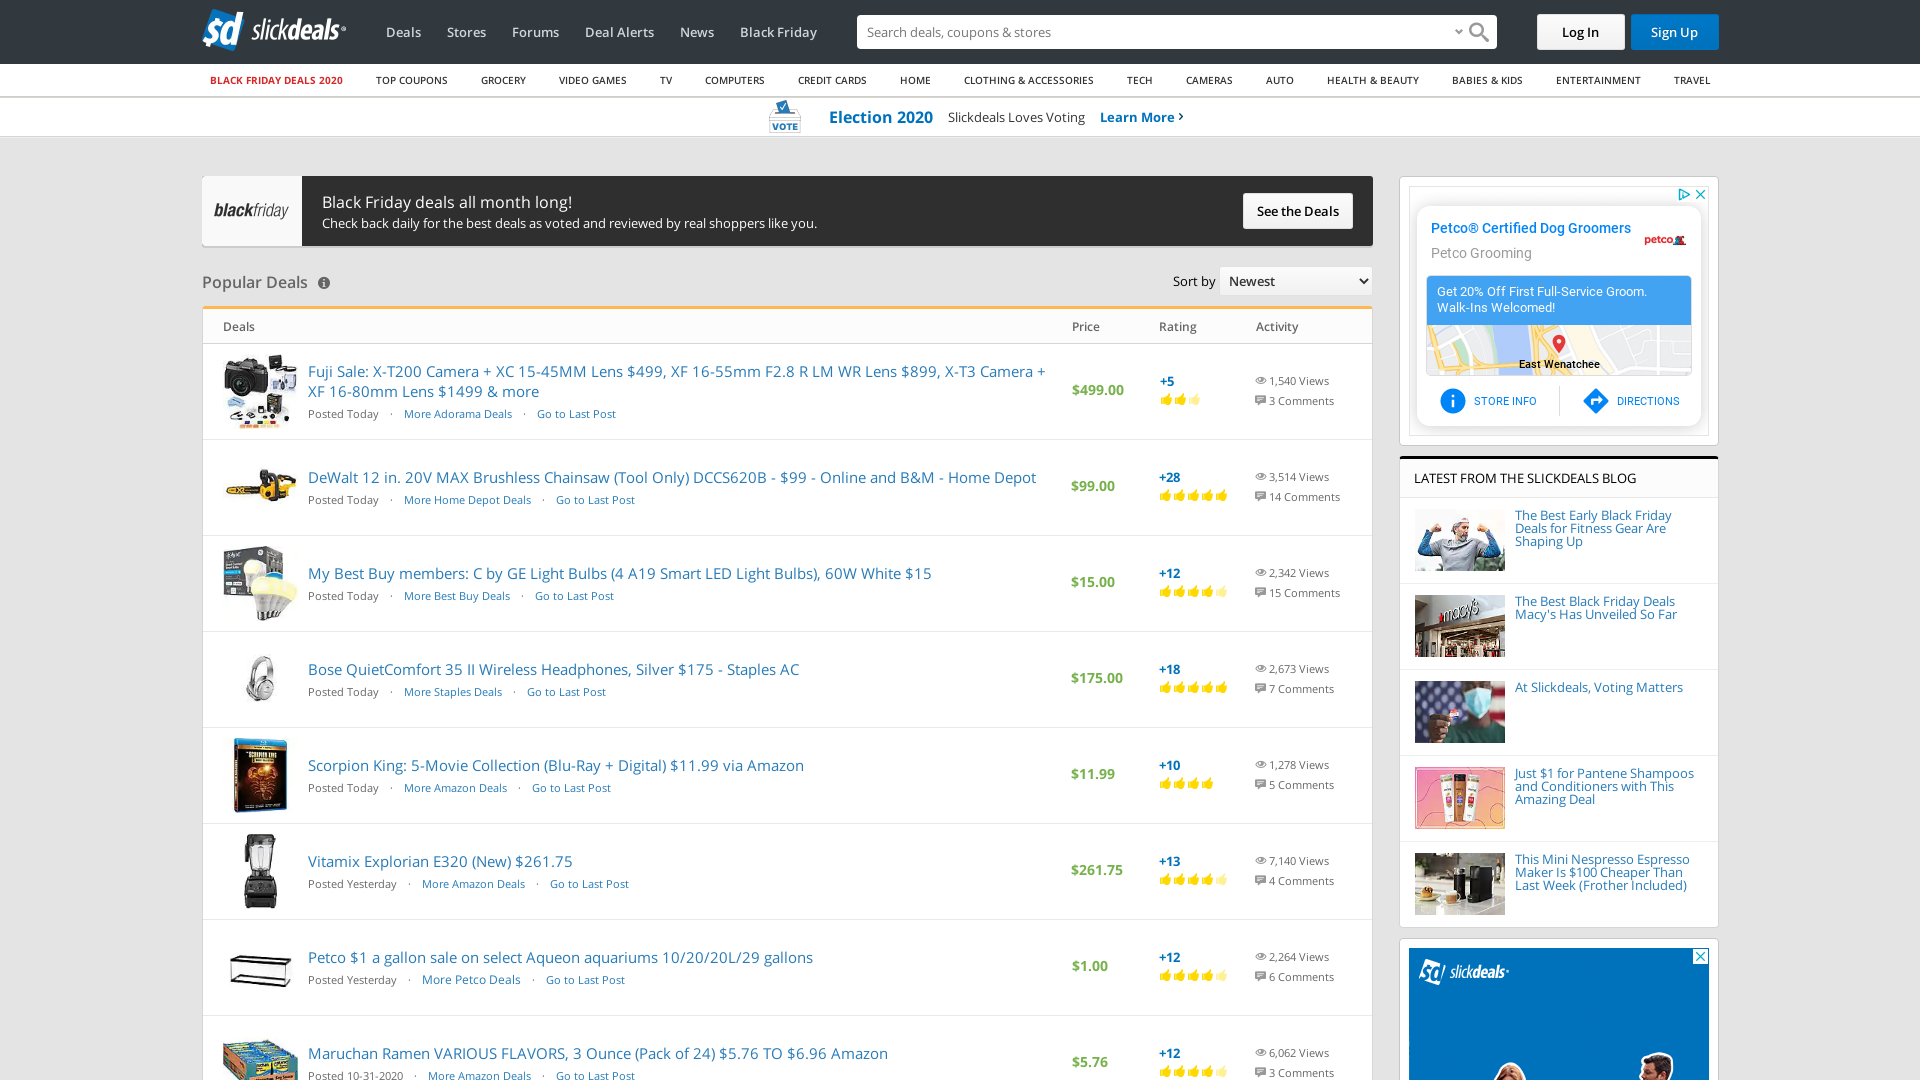 slickdeals
Deals
Stores
Forums
Deal Alerts
News
Black Friday
Search deals, coupons & stores
Log In
Sign Up
BLACK FRIDAY DEALS 2020
TOP COUPONS
GROCERY
VIDEO GAMES
TV
COMPUTERS
CREDIT CARDS
HOME
CLOTHING & ACCESSORIES
TECH
CAMERAS
AUTO
HEALTH & BEAUTY
BABIES & KIDS
ENTERTAINMENT
TRAVEL
VOTE
Election 2020 Slickdeals Loves Voting Learn More
blackfriday
Black Friday deals all month long!
Check back daily for the best deals as voted and reviewed by real shoppers like you.
See the Deals
Popular Deals
Sort by Newest
Deals Price Rating Activity
Fuji Sale: X-T200 Camera + XC 15-45MM Lens $499, XF 16-55mm F2.8 R LM WR Lens $899, X-T3 Camera +
XF 16-80mm Lens $1499 & more
Posted Today · More Adorama Deals · Go to Last Post
$499.00
+5
1,540 Views
3 Comments
DeWalt 12 in. 20V MAX Brushless Chainsaw (Tool Only) DCCS620B - $99 - Online and B&M - Home Depot
Posted Today · More Home Depot Deals · Go to Last Post
$99.00
+28
3,514 Views
14 Comments
My Best Buy members: C by GE Light Bulbs (4 A19 Smart LED Light Bulbs), 60W White $15
Posted Today · More Best Buy Deals · Go to Last Post
$15.00
+12
2,342 Views
15 Comments
Bose QuietComfort 35 II Wireless Headphones, Silver $175 - Staples AC
Posted Today · More Staples Deals · Go to Last Post
$175.00
+18
2,673 Views
7 Comments
Scorpion King: 5-Movie Collection (Blu-Ray + Digital) $11.99 via Amazon
Posted Today · More Amazon Deals · Go to Last Post
$11.99
+10
1,278 Views
5 Comments
Vitamix Explorian E320 (New) $261.75
Posted Yesterday · More Amazon Deals · Go to Last Post
$261.75
+13
7,140 Views
4 Comments
Petco $1 a gallon sale on select Aqueon aquariums 10/20/20L/29 gallons
Posted Yesterday · More Petco Deals · Go to Last Post
$1.00
+12
2,264 Views
6 Comments
Maruchan Ramen VARIOUS FLAVORS, 3 Ounce (Pack of 24) $5.76 TO $6.96 Amazon
Posted 10-31-2020 · More Amazon Deals · Go to Last Post
$5.76
+12
6,062 Views
3 Comments
Petco® Certified Dog Groomers
Petco Grooming
petco
Get 20% Off First Full-Service Groom.
Walk-Ins Welcomed!
East Wenatchee
STORE INFO
DIRECTIONS
LATEST FROM THE SLICKDEALS BLOG
The Best Early Black Friday
Deals for Fitness Gear Are
Shaping Up
macy's
The Best Black Friday Deals
Macy's Has Unveiled So Far
At Slickdeals, Voting Matters
Just $1 for Pantene Shampoos
and Conditioners with This
Amazing Deal
This Mini Nespresso Espresso
Maker Is $100 Cheaper Than
Last Week (Frother Included)
slickdeals